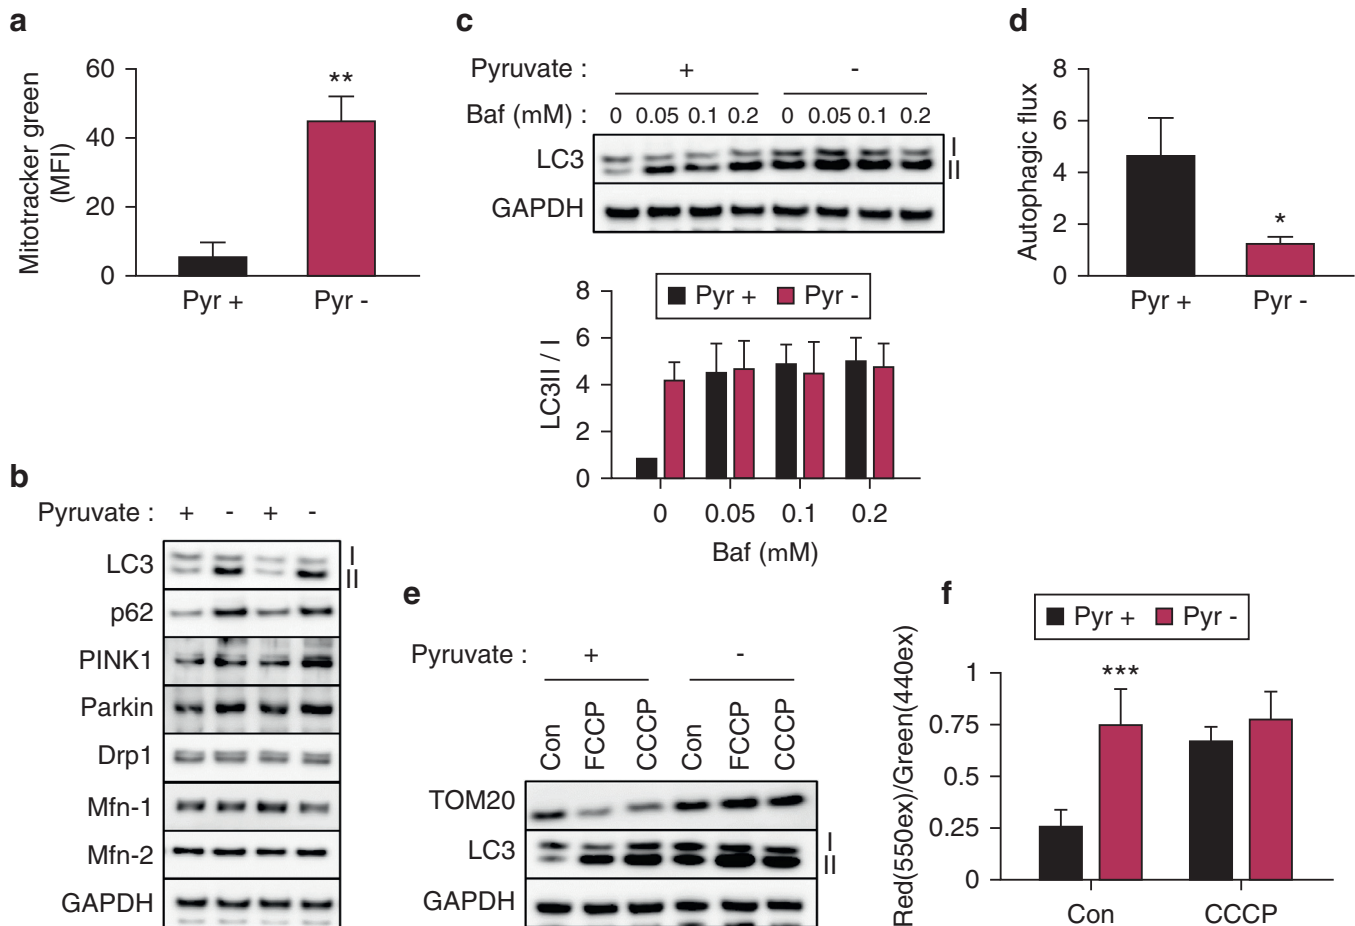 a
Mitotracker green
(MFI)
60
40
20
0
**
Pyr +
Pyr -
b
Pyruvate : + - + -
LC3
I
II
p62
PINK1
Parkin
Drp1
Mfn-1
Mfn-2
GAPDH
c
Pyruvate : + -
Baf (mM) : 0 0.05 0.1 0.2 0 0.05 0.1 0.2
LC3
I
II
GAPDH
LC3II / I
8
6
4
2
0
Pyr + Pyr -
0 0.05 0.1 0.2
Baf (mM)
d
Autophagic flux
8
6
4
2
0
*
Pyr +
Pyr -
e
Pyruvate : + -
Con FCCP CCCP Con FCCP CCCP
TOM20
LC3
I
II
GAPDH
f
Pyr + Pyr -
Red(550ex)/Green(440ex)
1
0.75
0.5
0.25
0
***
Con CCCP